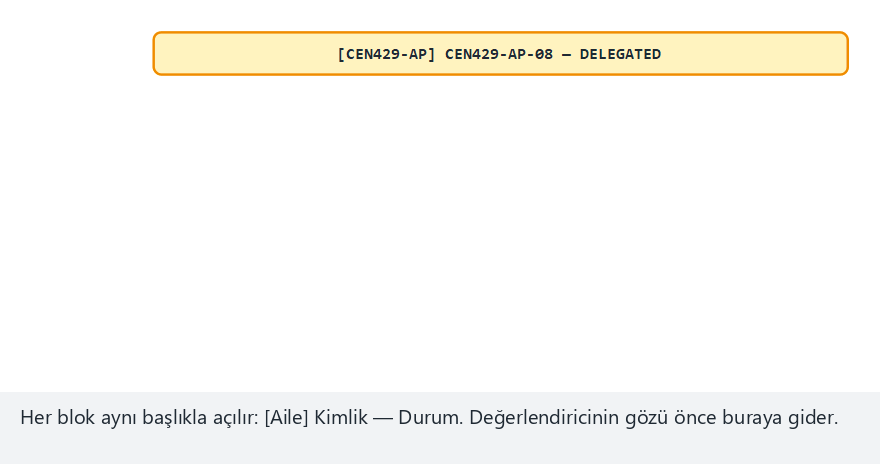 [CEN429-AP] CEN429-AP-08 — DELEGATED
Her blok aynı başlıkla açılır: [Aile] Kimlik — Durum. Değerlendiricinin gözü önce buraya gider.